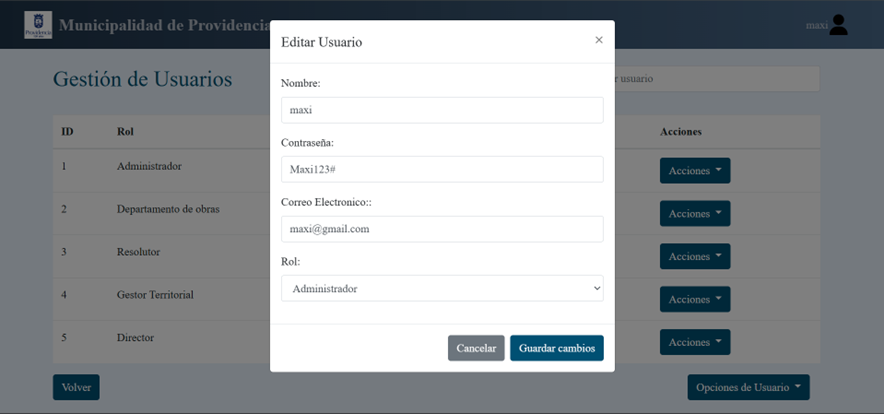 Providencia
Municipalidad de Providencia
maxi
Editar Usuario
×
Gestión de Usuarios
r usuario
Nombre:
maxi
Contraseña:
Maxi123#
Correo Electronico::
maxi@gmail.com
Rol:
Administrador
Cancelar
Guardar cambios
ID Rol Acciones
1 Administrador Acciones
2 Departamento de obras Acciones
3 Resolutor Acciones
4 Gestor Territorial Acciones
5 Director Acciones
Volver
Opciones de Usuario